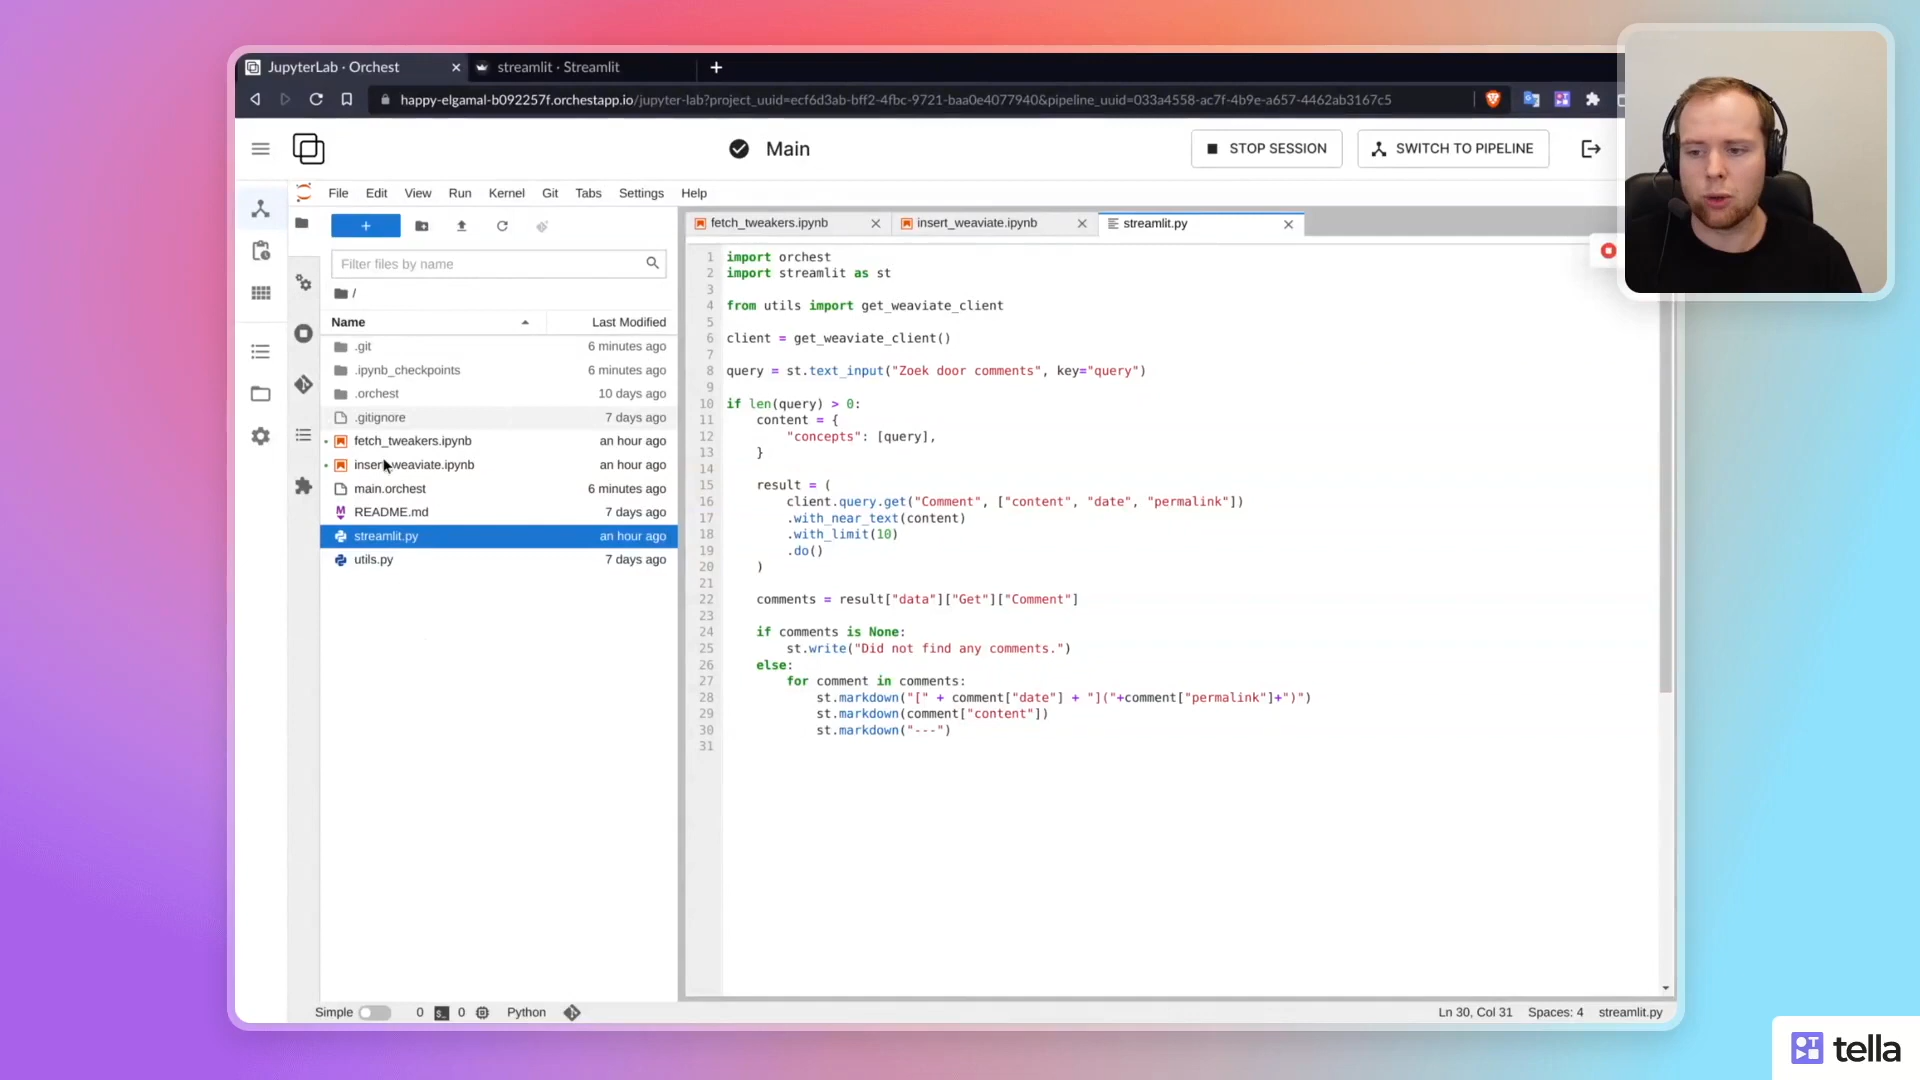 JupyterLab · Orchest
streamlit · Streamlit
happy-elgamal-b092257f.orchestapp.io/jupyter-lab?project_uuid=ecf6d3ab-bff2-4fbc-9721-baa0e4077940&pipeline_uuid=033a4558-ac7f-4b9e-a657-4462ab3167c5
Main
STOP SESSION
SWITCH TO PIPELINE
File Edit View Run Kernel Git Tabs Settings Help
Filter files by name
/
Name Last Modified
.git 6 minutes ago
.ipynb_checkpoints 6 minutes ago
.orchest 10 days ago
.gitignore 7 days ago
fetch_tweakers.ipynb an hour ago
insert_weaviate.ipynb an hour ago
main.orchest 6 minutes ago
README.md 7 days ago
streamlit.py an hour ago
utils.py 7 days ago
fetch_tweakers.ipynb insert_weaviate.ipynb streamlit.py
1 import orchest
2 import streamlit as st
3
4 from utils import get_weaviate_client
5
6 client = get_weaviate_client()
7
8 query = st.text_input("Zoek door comments", key="query")
9
10 if len(query) > 0:
11 content = {
12 "concepts": [query],
13 }
14
15 result = (
16 client.query.get("Comment", ["content", "date", "permalink"])
17 .with_near_text(content)
18 .with_limit(10)
19 .do()
20 )
21
22 comments = result["data"]["Get"]["Comment"]
23
24 if comments is None:
25 st.write("Did not find any comments.")
26 else:
27 for comment in comments:
28 st.markdown("[" + comment["date"] + "]("+comment["permalink"]+")")
29 st.markdown(comment["content"])
30 st.markdown("---")
31
Simple 0 0 Python
Ln 30, Col 31 Spaces: 4 streamlit.py
tella